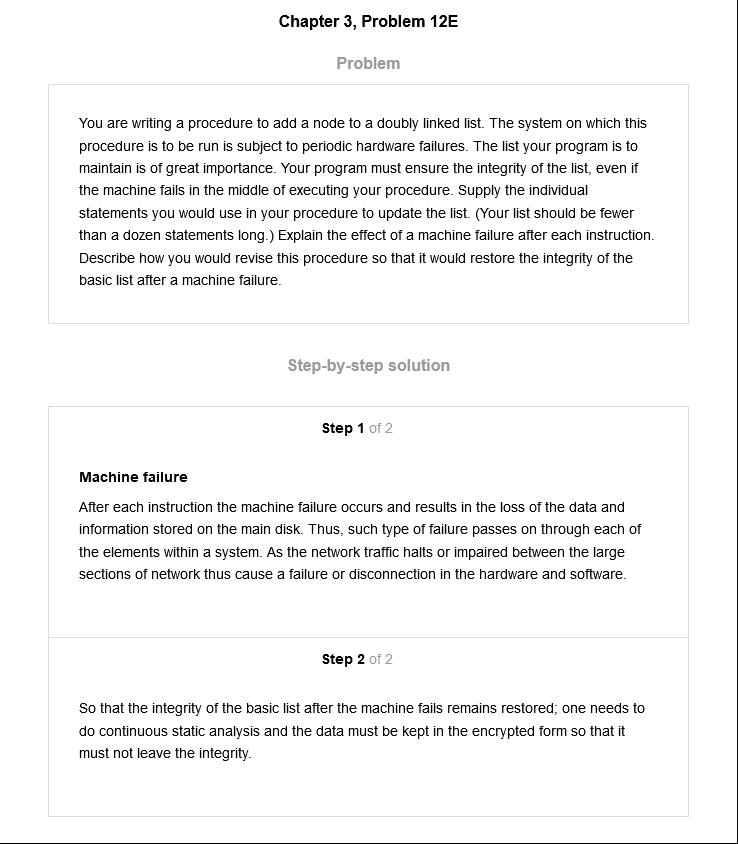 Chapter 3, Problem 12E
Problem
You are writing a procedure to add a node to a doubly linked list. The system on which this
procedure is to be run is subject to periodic hardware failures. The list your program is to
maintain is of great importance. Your program must ensure the integrity of the list, even if
the machine fails in the middle of executing your procedure. Supply the individual
statements you would use in your procedure to update the list. (Your list should be fewer
than a dozen statements long.) Explain the effect of a machine failure after each instruction.
Describe how you would revise this procedure so that it would restore the integrity of the
basic list after a machine failure.
Step-by-step solution
Step 1 of 2
Machine failure
After each instruction the machine failure occurs and results in the loss of the data and
information stored on the main disk. Thus, such type of failure passes on through each of
the elements within a system. As the network traffic halts or impaired between the large
sections of network thus cause a failure or disconnection in the hardware and software.
Step 2 of 2
So that the integrity of the basic list after the machine fails remains restored; one needs to
do continuous static analysis and the data must be kept in the encrypted form so that it
must not leave the integrity.